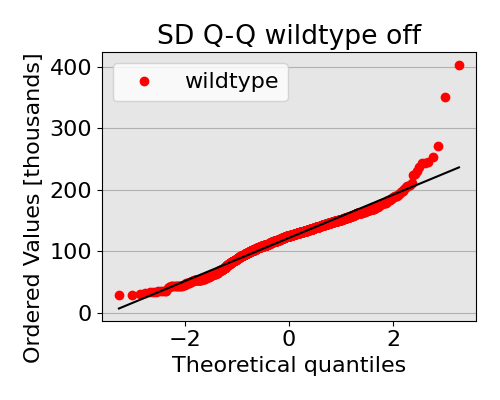 SD Q-Q wildtype off
wildtype
Ordered Values [thousands]
400
300
200
100
0
−2
0
2
Theoretical quantiles